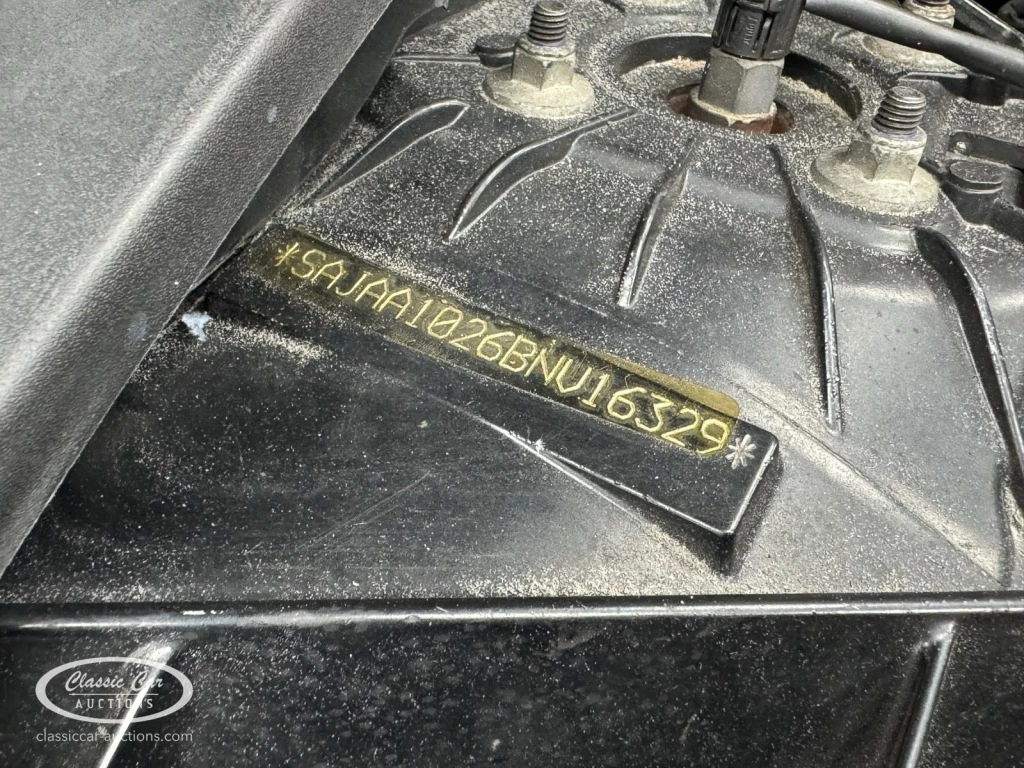 *SAJAA1026BNV16329*
Classic Car
AUCTIONS
classiccar-auctions.com